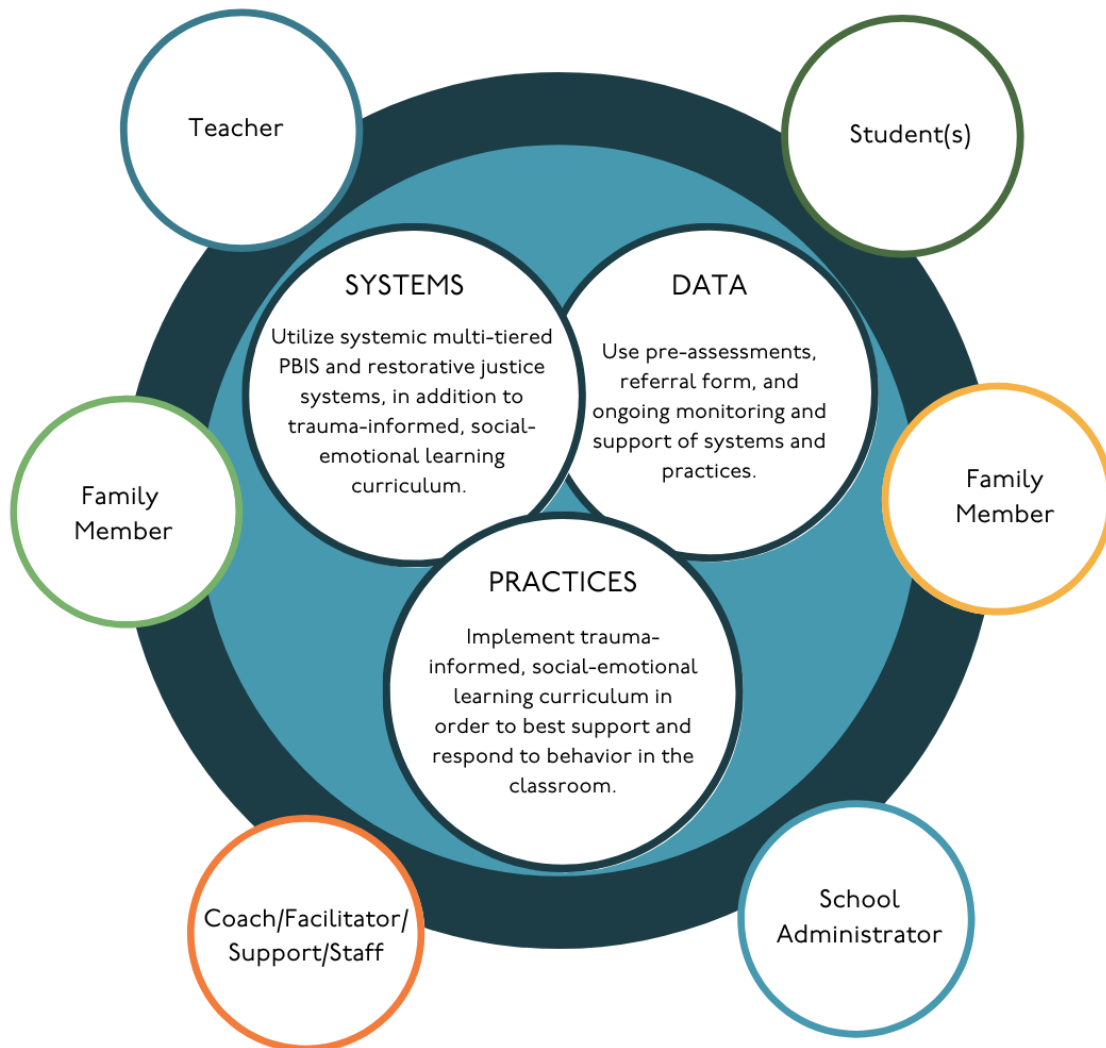 Teacher
Student(s)
SYSTEMS
Utilize systemic multi-tiered
PBIS and restorative justice
systems, in addition to
trauma-informed, social-
emotional learning
curriculum.
DATA
Use pre-assessments,
referral form, and
ongoing monitoring and
support of systems and
practices.
Family
Member
Family
Member
PRACTICES
Implement trauma-
informed, social-emotional
learning curriculum in
order to best support and
respond to behavior in the
classroom.
Coach/Facilitator/
Support/Staff
School
Administrator